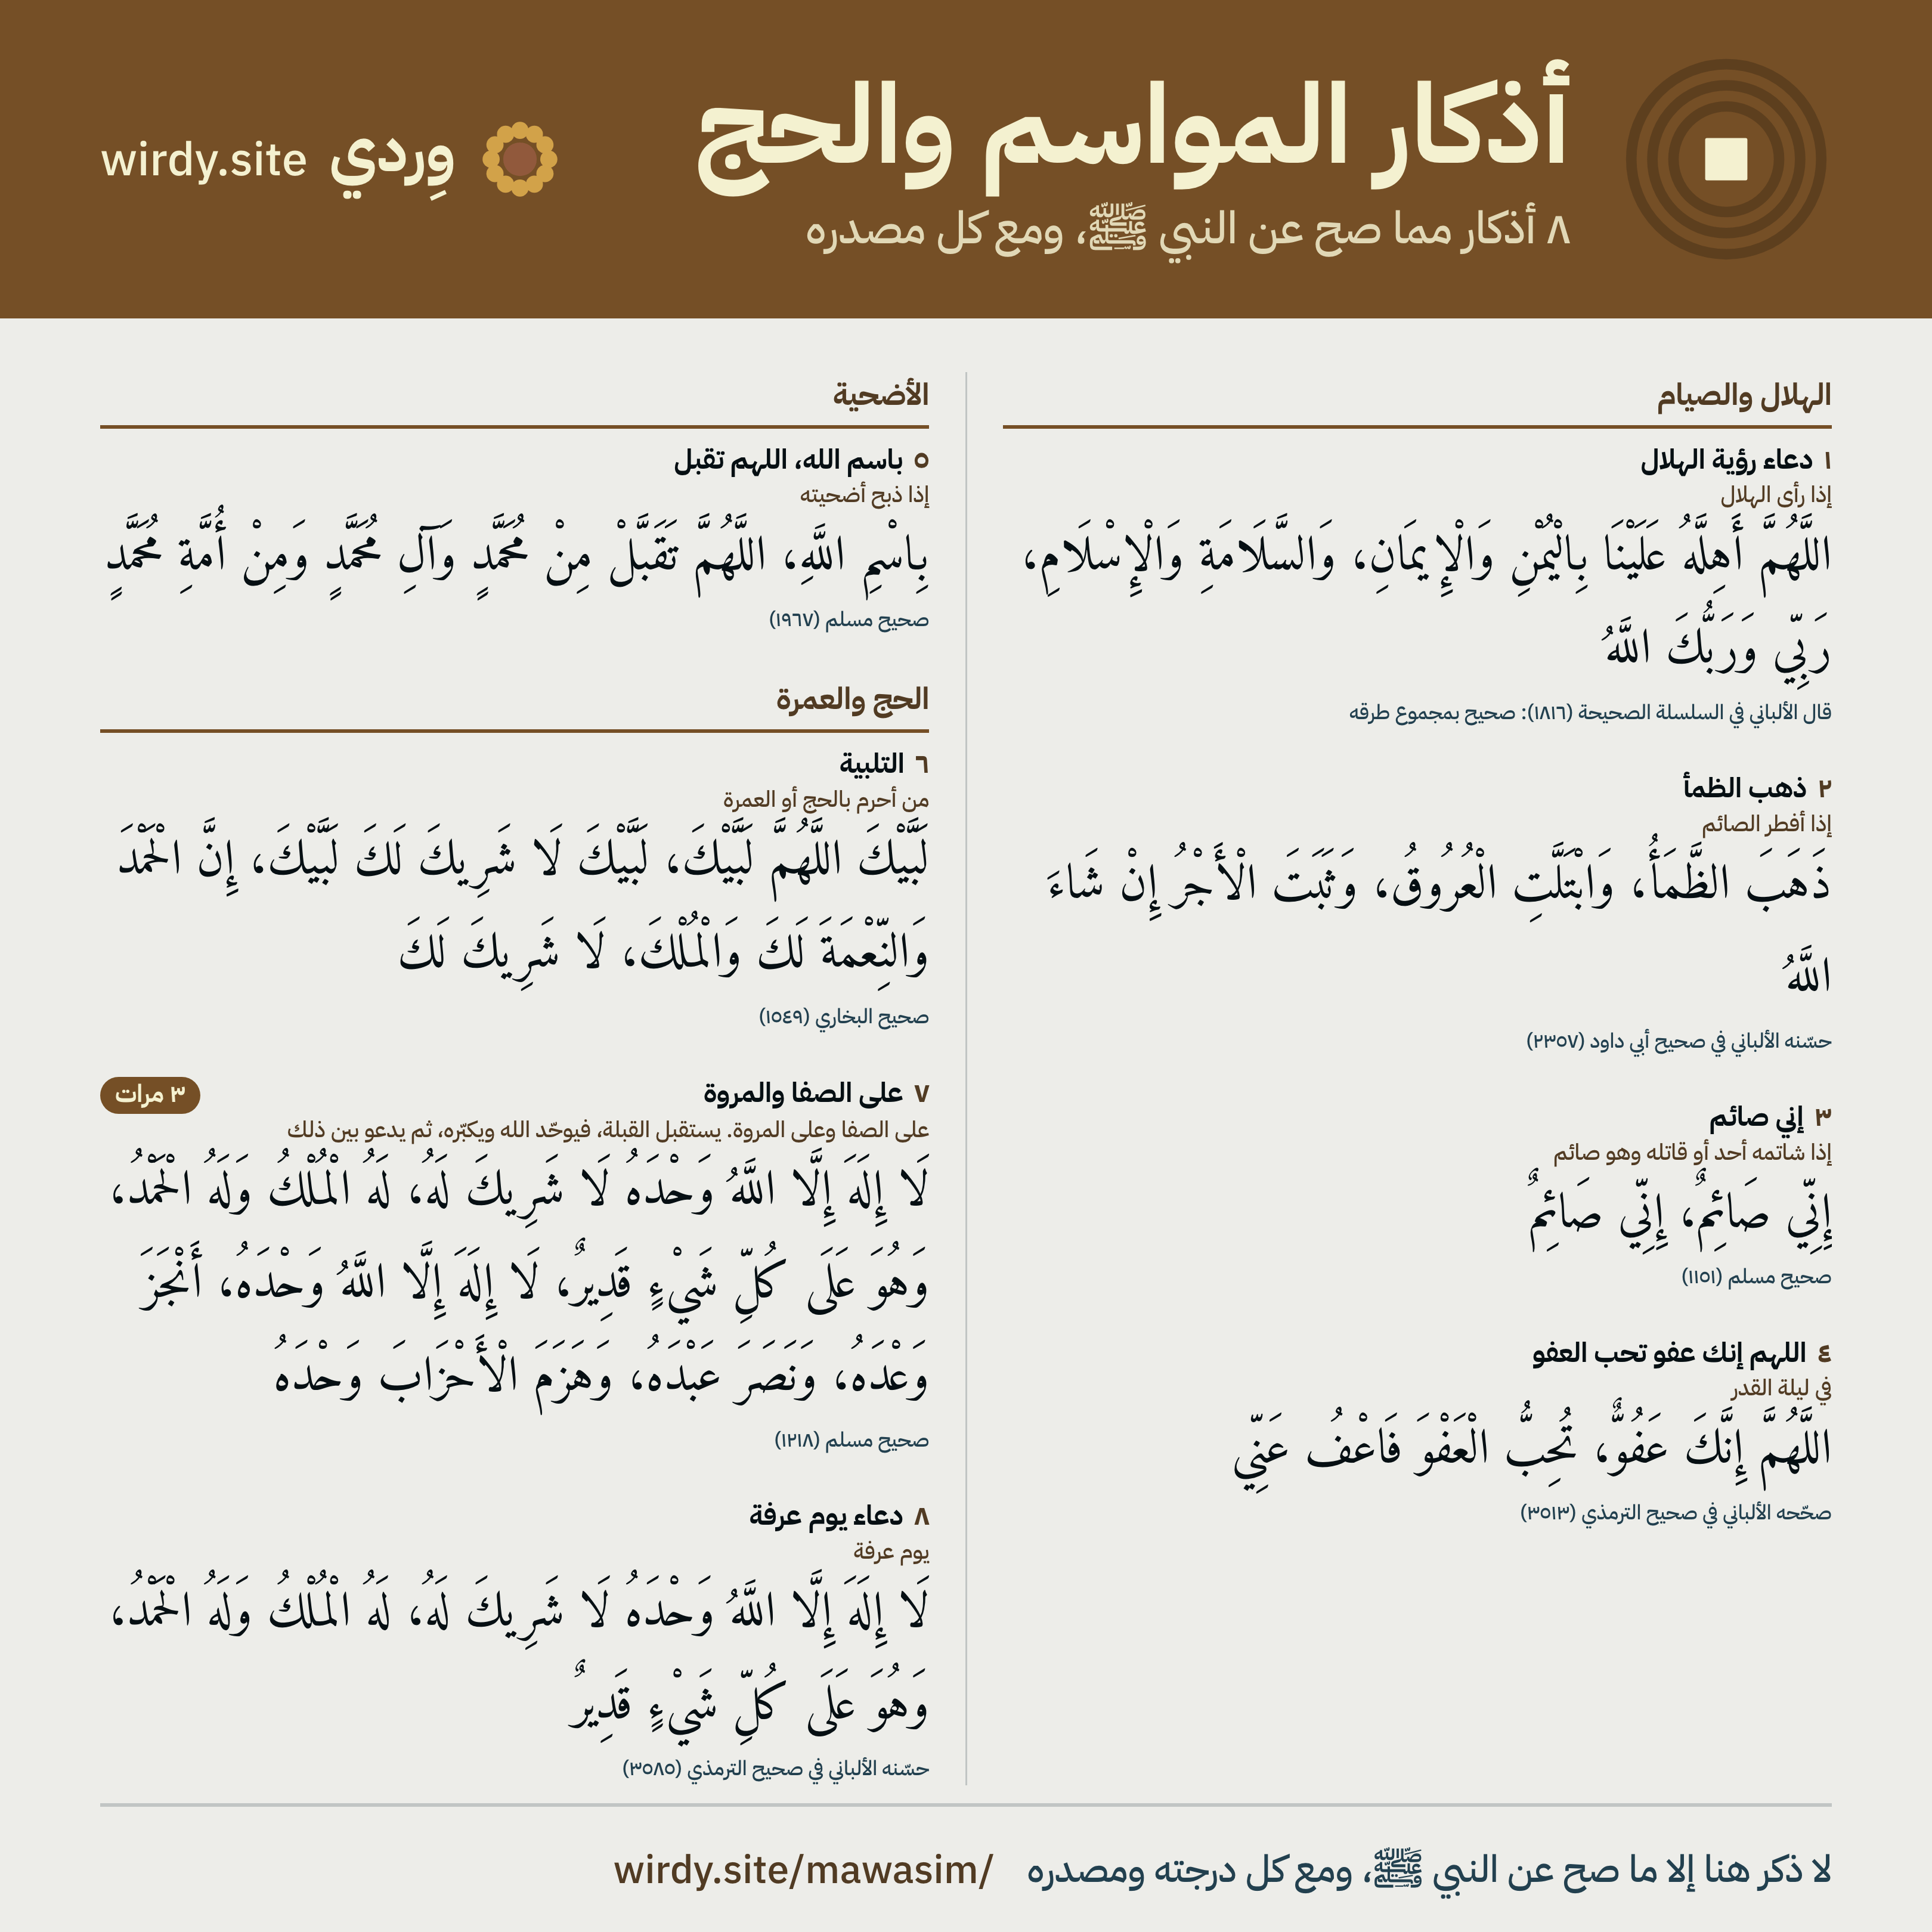 أذكار المواسم والحج
٨ أذكار مما صح عن النبي ﷺ، ومع كل مصدره
وِردي wirdy.site
الهلال والصيام
١ دعاء رؤية الهلال
إذا رأى الهلال
اللَّهُمَّ أَهِلَّهُ عَلَيْنَا بِالْيُمْنِ وَالْإِيمَانِ، وَالسَّلَامَةِ وَالْإِسْلَامِ،
رَبِّي وَرَبُّكَ اللَّهُ
قال الألباني في السلسلة الصحيحة (١٨١٦): صحيح بمجموع طرقه
٢ ذهب الظمأ
إذا أفطر الصائم
ذَهَبَ الظَّمَأُ، وَابْتَلَّتِ الْعُرُوقُ، وَثَبَتَ الْأَجْرُ إِنْ شَاءَ
اللَّهُ
حسّنه الألباني في صحيح أبي داود (٢٣٥٧)
٣ إني صائم
إذا شاتمه أحد أو قاتله وهو صائم
إِنِّي صَائِمٌ، إِنِّي صَائِمٌ
صحيح مسلم (١١٥١)
٤ اللهم إنك عفو تحب العفو
في ليلة القدر
اللَّهُمَّ إِنَّكَ عَفُوٌّ، تُحِبُّ الْعَفْوَ فَاعْفُ عَنِّي
صحّحه الألباني في صحيح الترمذي (٣٥١٣)
الأضحية
٥ باسم الله، اللهم تقبل
إذا ذبح أضحيته
بِاسْمِ اللَّهِ، اللَّهُمَّ تَقَبَّلْ مِنْ مُحَمَّدٍ وَآلِ مُحَمَّدٍ وَمِنْ أُمَّةِ مُحَمَّدٍ
صحيح مسلم (١٩٦٧)
الحج والعمرة
٦ التلبية
من أحرم بالحج أو العمرة
لَبَّيْكَ اللَّهُمَّ لَبَّيْكَ، لَبَّيْكَ لَا شَرِيكَ لَكَ لَبَّيْكَ، إِنَّ الْحَمْدَ
وَالنِّعْمَةَ لَكَ وَالْمُلْكَ، لَا شَرِيكَ لَكَ
صحيح البخاري (١٥٤٩)
٧ على الصفا والمروة
٣ مرات
على الصفا وعلى المروة. يستقبل القبلة، فيوحّد الله ويكبّره، ثم يدعو بين ذلك
لَا إِلَهَ إِلَّا اللَّهُ وَحْدَهُ لَا شَرِيكَ لَهُ، لَهُ الْمُلْكُ وَلَهُ الْحَمْدُ،
وَهُوَ عَلَى كُلِّ شَيْءٍ قَدِيرٌ، لَا إِلَهَ إِلَّا اللَّهُ وَحْدَهُ، أَنْجَزَ
وَعْدَهُ، وَنَصَرَ عَبْدَهُ، وَهَزَمَ الْأَحْزَابَ وَحْدَهُ
صحيح مسلم (١٢١٨)
٨ دعاء يوم عرفة
يوم عرفة
لَا إِلَهَ إِلَّا اللَّهُ وَحْدَهُ لَا شَرِيكَ لَهُ، لَهُ الْمُلْكُ وَلَهُ الْحَمْدُ،
وَهُوَ عَلَى كُلِّ شَيْءٍ قَدِيرٌ
حسّنه الألباني في صحيح الترمذي (٣٥٨٥)
لا ذكر هنا إلا ما صح عن النبي ﷺ، ومع كل درجته ومصدره
wirdy.site/mawasim/